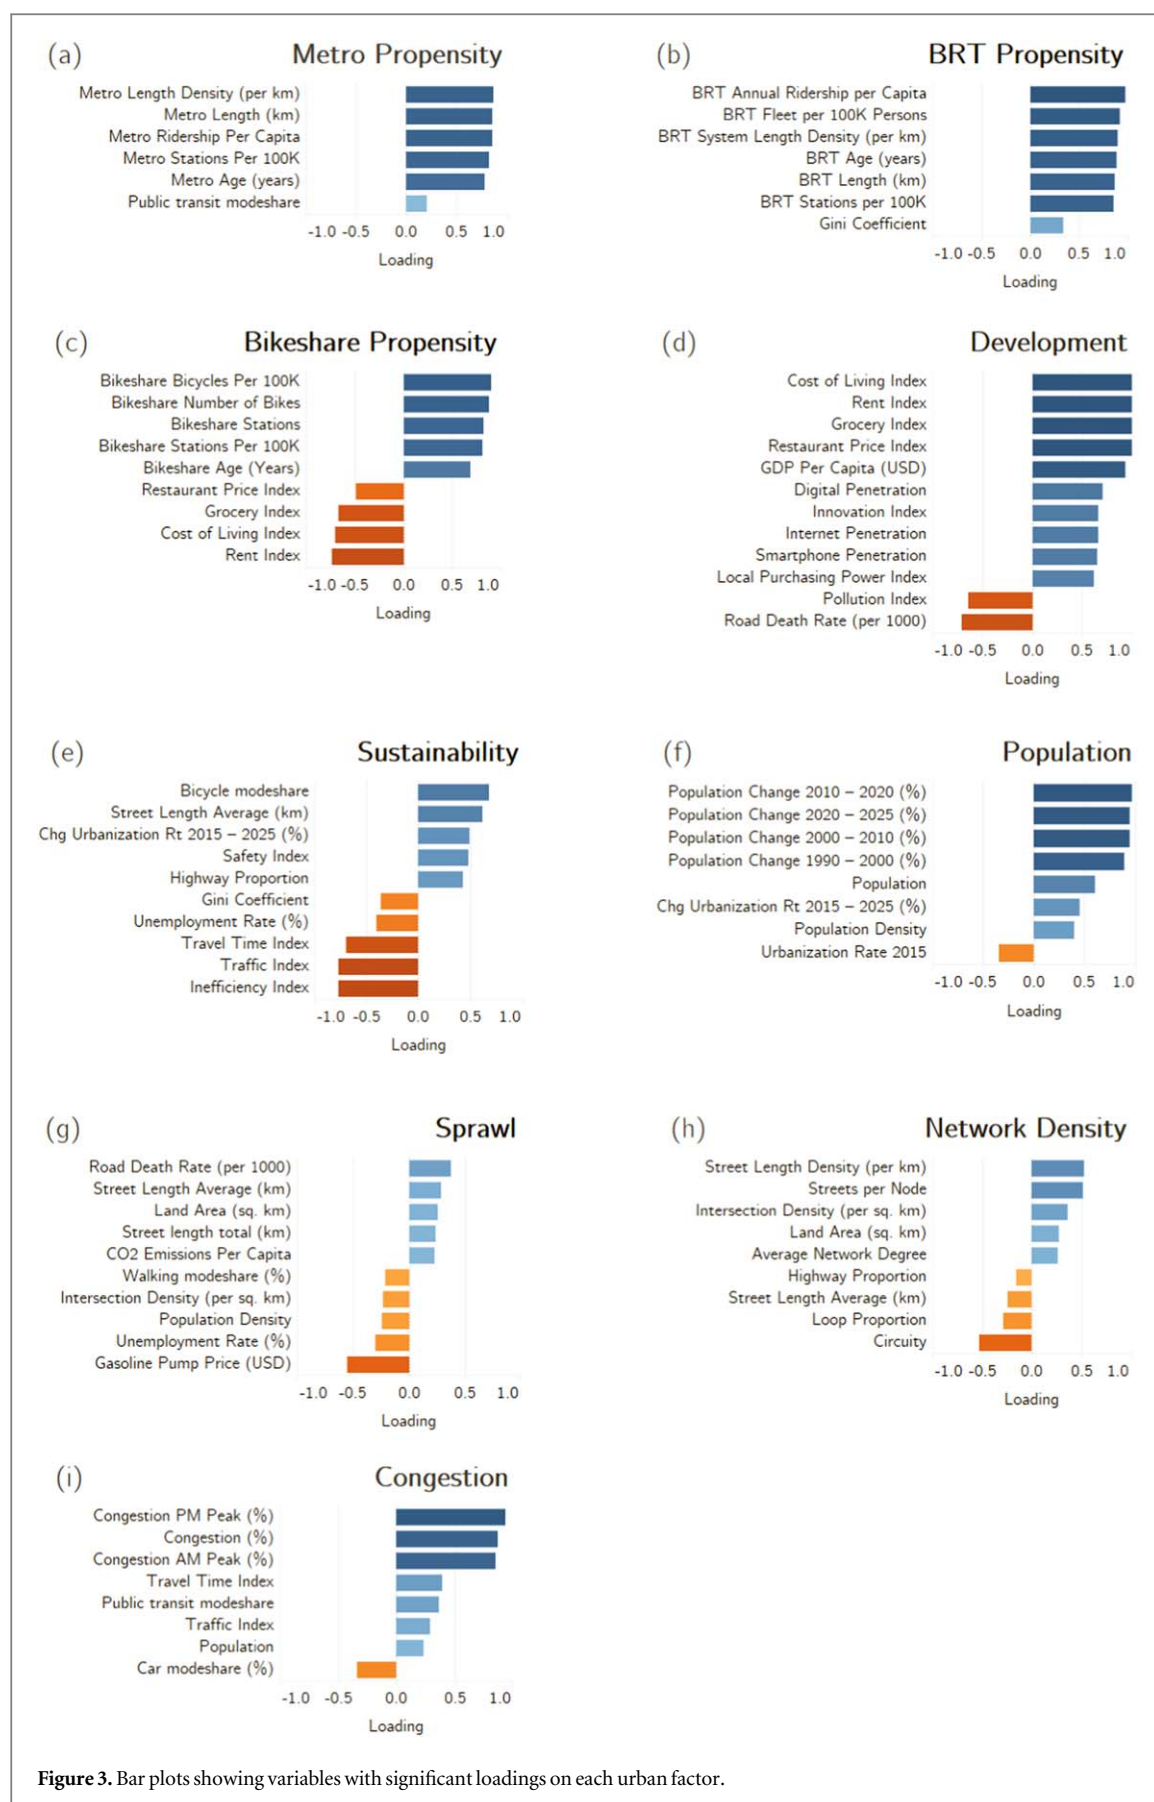 (a) Metro Propensity
Metro Length Density (per km)
Metro Length (km)
Metro Ridership Per Capita
Metro Stations Per 100K
Metro Age (years)
Public transit modeshare
-1.0 -0.5 0.0 0.5 1.0
Loading
(b) BRT Propensity
BRT Annual Ridership per Capita
BRT Fleet per 100K Persons
BRT System Length Density (per km)
BRT Age (years)
BRT Length (km)
BRT Stations per 100K
Gini Coefficient
-1.0 -0.5 0.0 0.5 1.0
Loading
(c) Bikeshare Propensity
Bikeshare Bicycles Per 100K
Bikeshare Number of Bikes
Bikeshare Stations
Bikeshare Stations Per 100K
Bikeshare Age (Years)
Restaurant Price Index
Grocery Index
Cost of Living Index
Rent Index
-1.0 -0.5 0.0 0.5 1.0
Loading
(d) Development
Cost of Living Index
Rent Index
Grocery Index
Restaurant Price Index
GDP Per Capita (USD)
Digital Penetration
Innovation Index
Internet Penetration
Smartphone Penetration
Local Purchasing Power Index
Pollution Index
Road Death Rate (per 1000)
-1.0 -0.5 0.0 0.5 1.0
Loading
(e) Sustainability
Bicycle modeshare
Street Length Average (km)
Chg Urbanization Rt 2015 – 2025 (%)
Safety Index
Highway Proportion
Gini Coefficient
Unemployment Rate (%)
Travel Time Index
Traffic Index
Inefficiency Index
-1.0 -0.5 0.0 0.5 1.0
Loading
(f) Population
Population Change 2010 – 2020 (%)
Population Change 2020 – 2025 (%)
Population Change 2000 – 2010 (%)
Population Change 1990 – 2000 (%)
Population
Chg Urbanization Rt 2015 – 2025 (%)
Population Density
Urbanization Rate 2015
-1.0 -0.5 0.0 0.5 1.0
Loading
(g) Sprawl
Road Death Rate (per 1000)
Street Length Average (km)
Land Area (sq. km)
Street length total (km)
CO2 Emissions Per Capita
Walking modeshare (%)
Intersection Density (per sq. km)
Population Density
Unemployment Rate (%)
Gasoline Pump Price (USD)
-1.0 -0.5 0.0 0.5 1.0
Loading
(h) Network Density
Street Length Density (per km)
Streets per Node
Intersection Density (per sq. km)
Land Area (sq. km)
Average Network Degree
Highway Proportion
Street Length Average (km)
Loop Proportion
Circuity
-1.0 -0.5 0.0 0.5 1.0
Loading
(i) Congestion
Congestion PM Peak (%)
Congestion (%)
Congestion AM Peak (%)
Travel Time Index
Public transit modeshare
Traffic Index
Population
Car modeshare (%)
-1.0 -0.5 0.0 0.5 1.0
Loading
Figure 3. Bar plots showing variables with significant loadings on each urban factor.